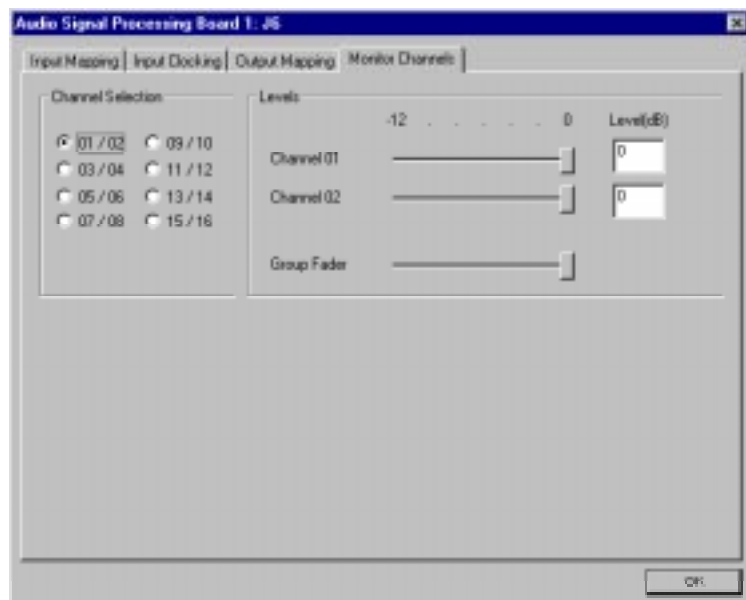 Audio Signal Processing Board 1: J6
Input Mapping Input Clocking Output Mapping Monitor Channels
Channel Selection
01 / 02 09 / 10
03 / 04 11 / 12
05 / 06 13 / 14
07 / 08 15 / 16
Levels
-12 . . . . . 0 Level(dB)
Channel 01 0
Channel 02 0
Group Fader
OK